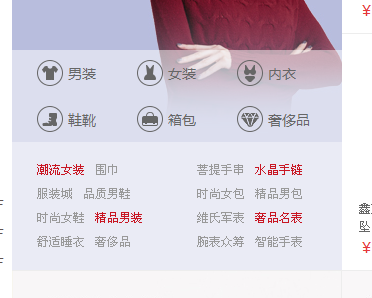 ¥
男装 女装 内衣
鞋靴 箱包 奢侈品
潮流女装 围巾 菩提手串 水晶手链
服装城 品质男鞋 时尚女包 精品男包
时尚女鞋 精品男装 维氏军表 奢品名表
舒适睡衣 奢侈品 腕表众筹 智能手表
坠
¥